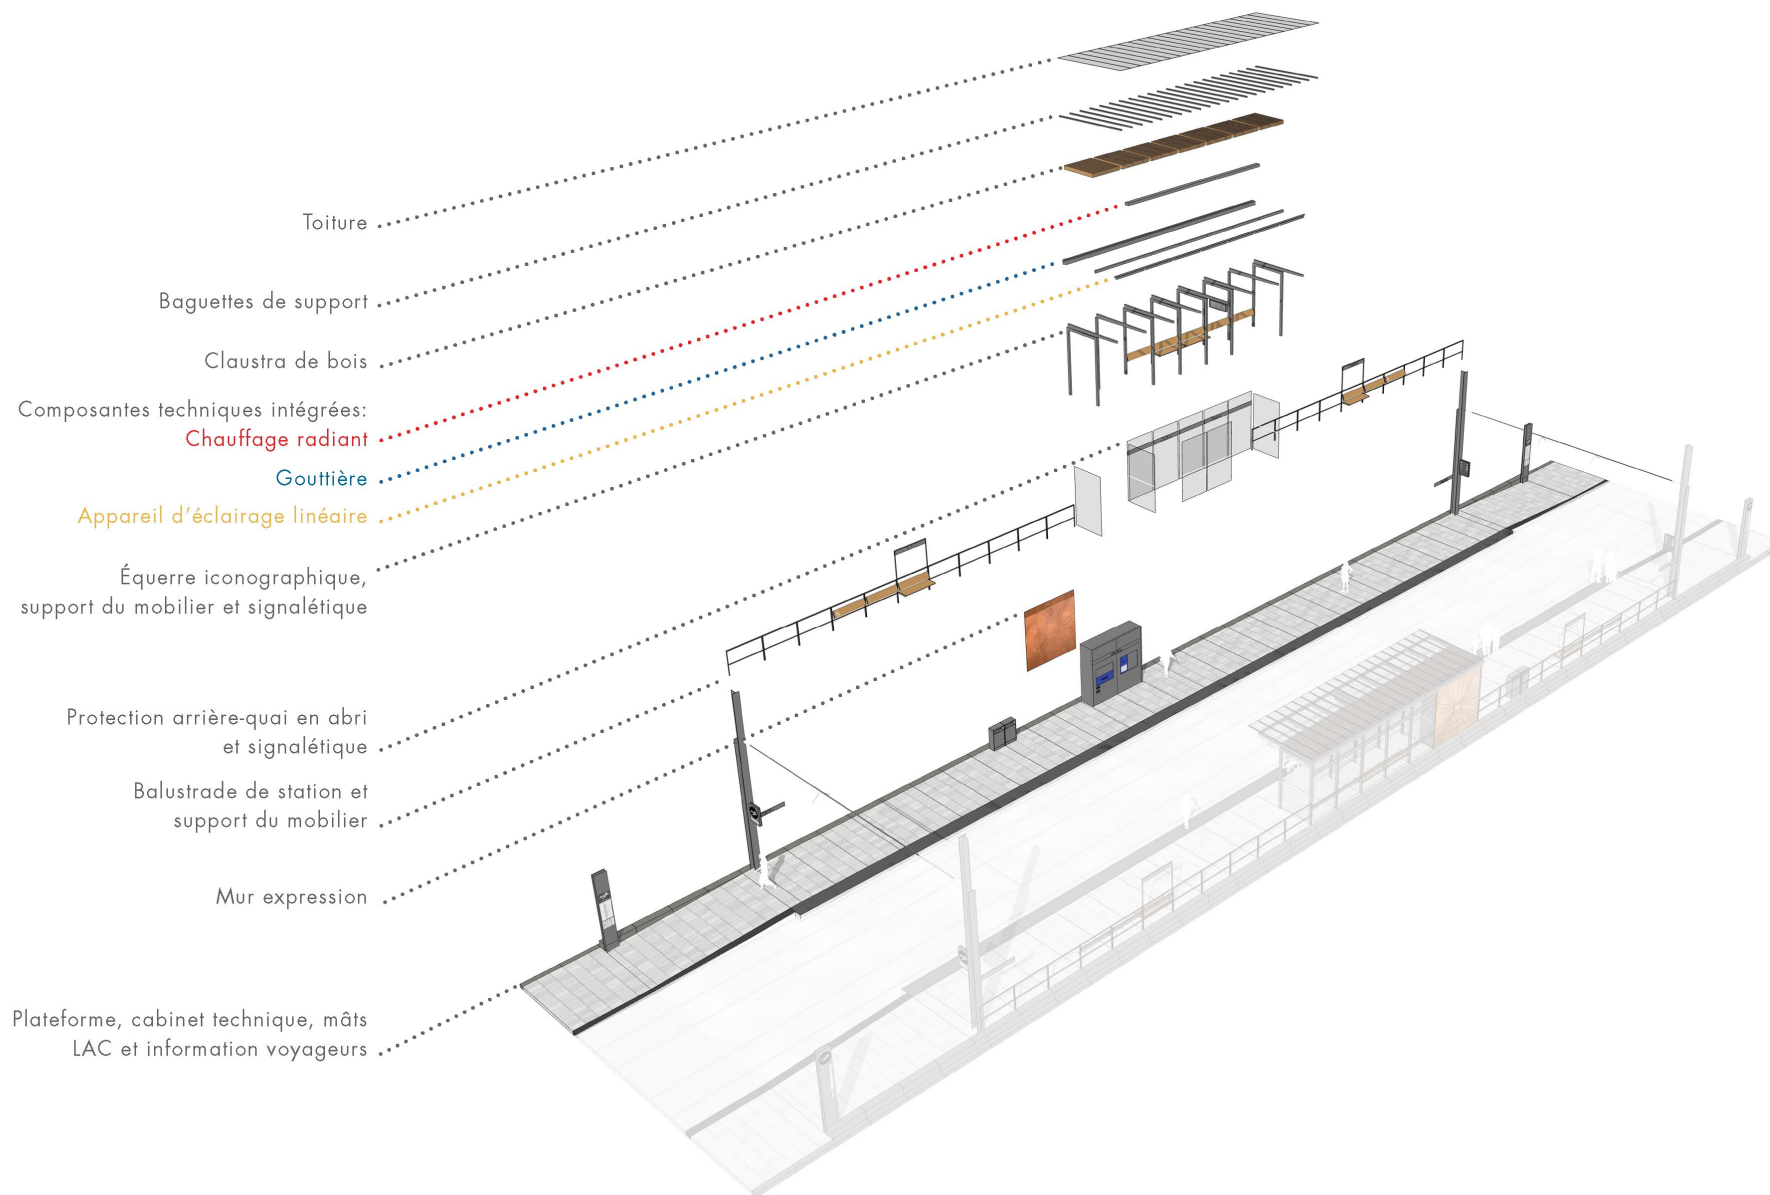 Toiture
Baguettes de support
Claustra de bois
Composantes techniques intégrées:
Chauffage radiant
Gouttière
Appareil d'éclairage linéaire
Équerre iconographique,
support du mobilier et signalétique
Protection arrière-quai en abri
et signalétique
Balustrade de station et
support du mobilier
Mur expression
Plateforme, cabinet technique, mâts
LAC et information voyageurs